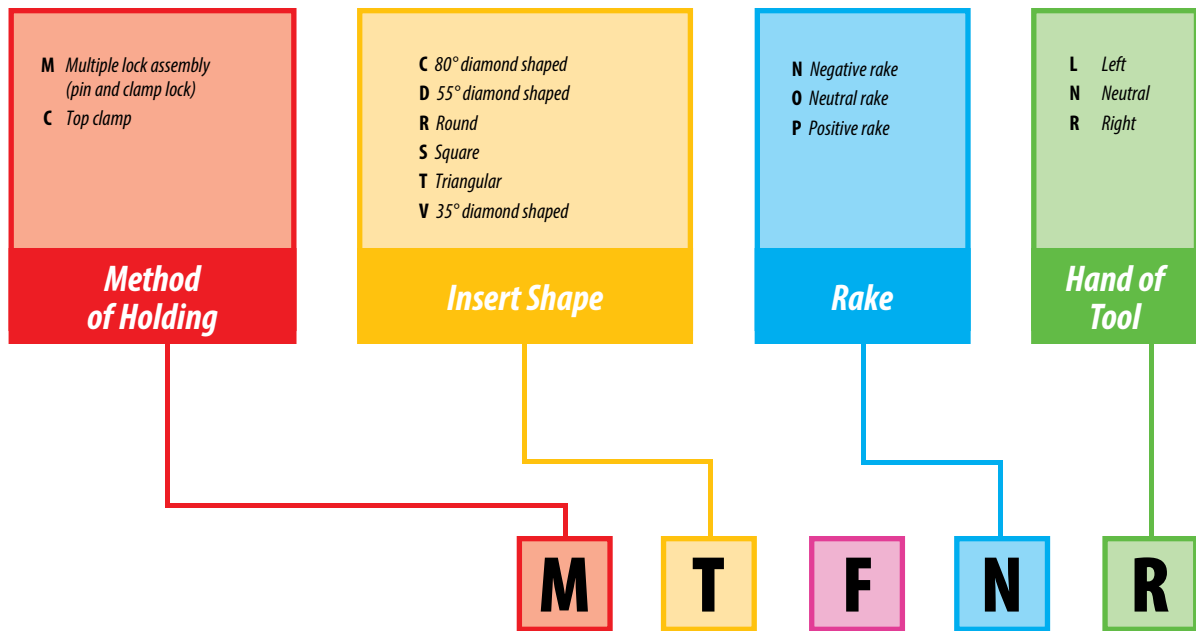 M Multiple lock assembly
(pin and clamp lock)
C Top clamp
Method
of Holding
C 80° diamond shaped
D 55° diamond shaped
R Round
S Square
T Triangular
V 35° diamond shaped
Insert Shape
N Negative rake
O Neutral rake
P Positive rake
Rake
L Left
N Neutral
R Right
Hand of
Tool
M T F N R